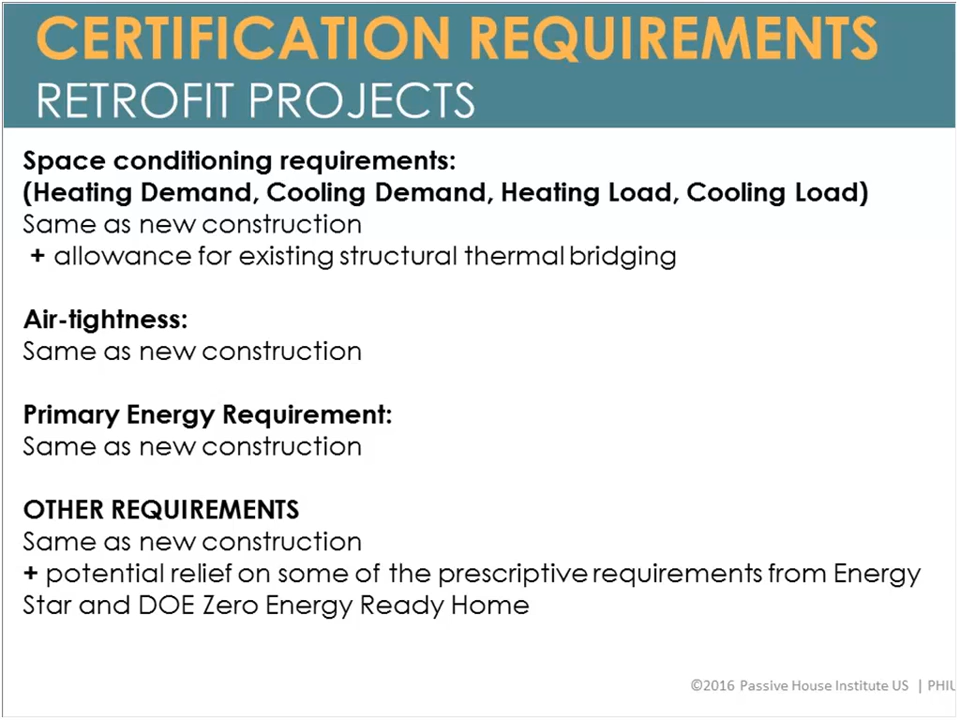 CERTIFICATION REQUIREMENTS
RETROFIT PROJECTS
Space conditioning requirements:
(Heating Demand, Cooling Demand, Heating Load, Cooling Load)
Same as new construction
+ allowance for existing structural thermal bridging
Air-tightness:
Same as new construction
Primary Energy Requirement:
Same as new construction
OTHER REQUIREMENTS
Same as new construction
+ potential relief on some of the prescriptive requirements from Energy
Star and DOE Zero Energy Ready Home
©2016 Passive House Institute US | PHIU